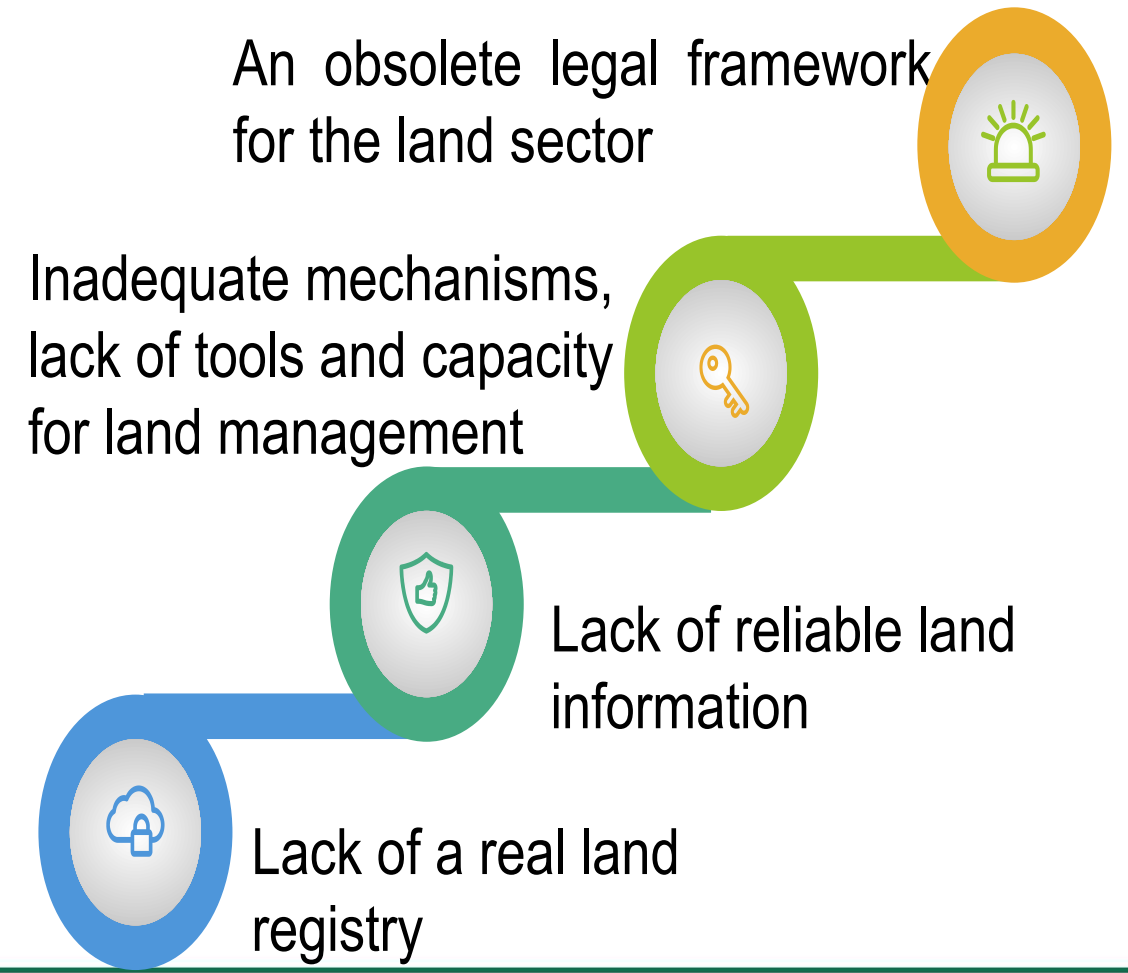 An obsolete legal framework
for the land sector
Inadequate mechanisms,
lack of tools and capacity
for land management
Lack of reliable land
information
Lack of a real land
registry